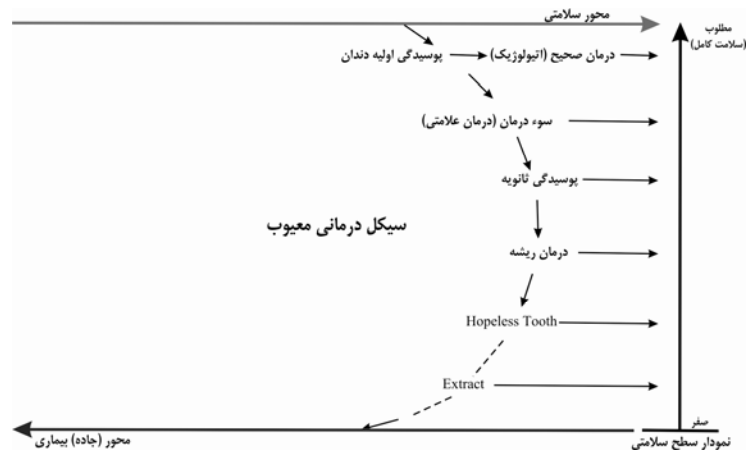 محور سلامتی
مطلوب
(سلامت کامل)
پوسیدگی اولیه دندان
درمان صحیح (اتیولوژیک)
سوء درمان (درمان علامتی)
پوسیدگی ثانویه
سیکل درمانی معیوب
درمان ریشه
Hopeless Tooth
Extract
صفر
نمودار سطح سلامتی
محور (جاده) بیماری